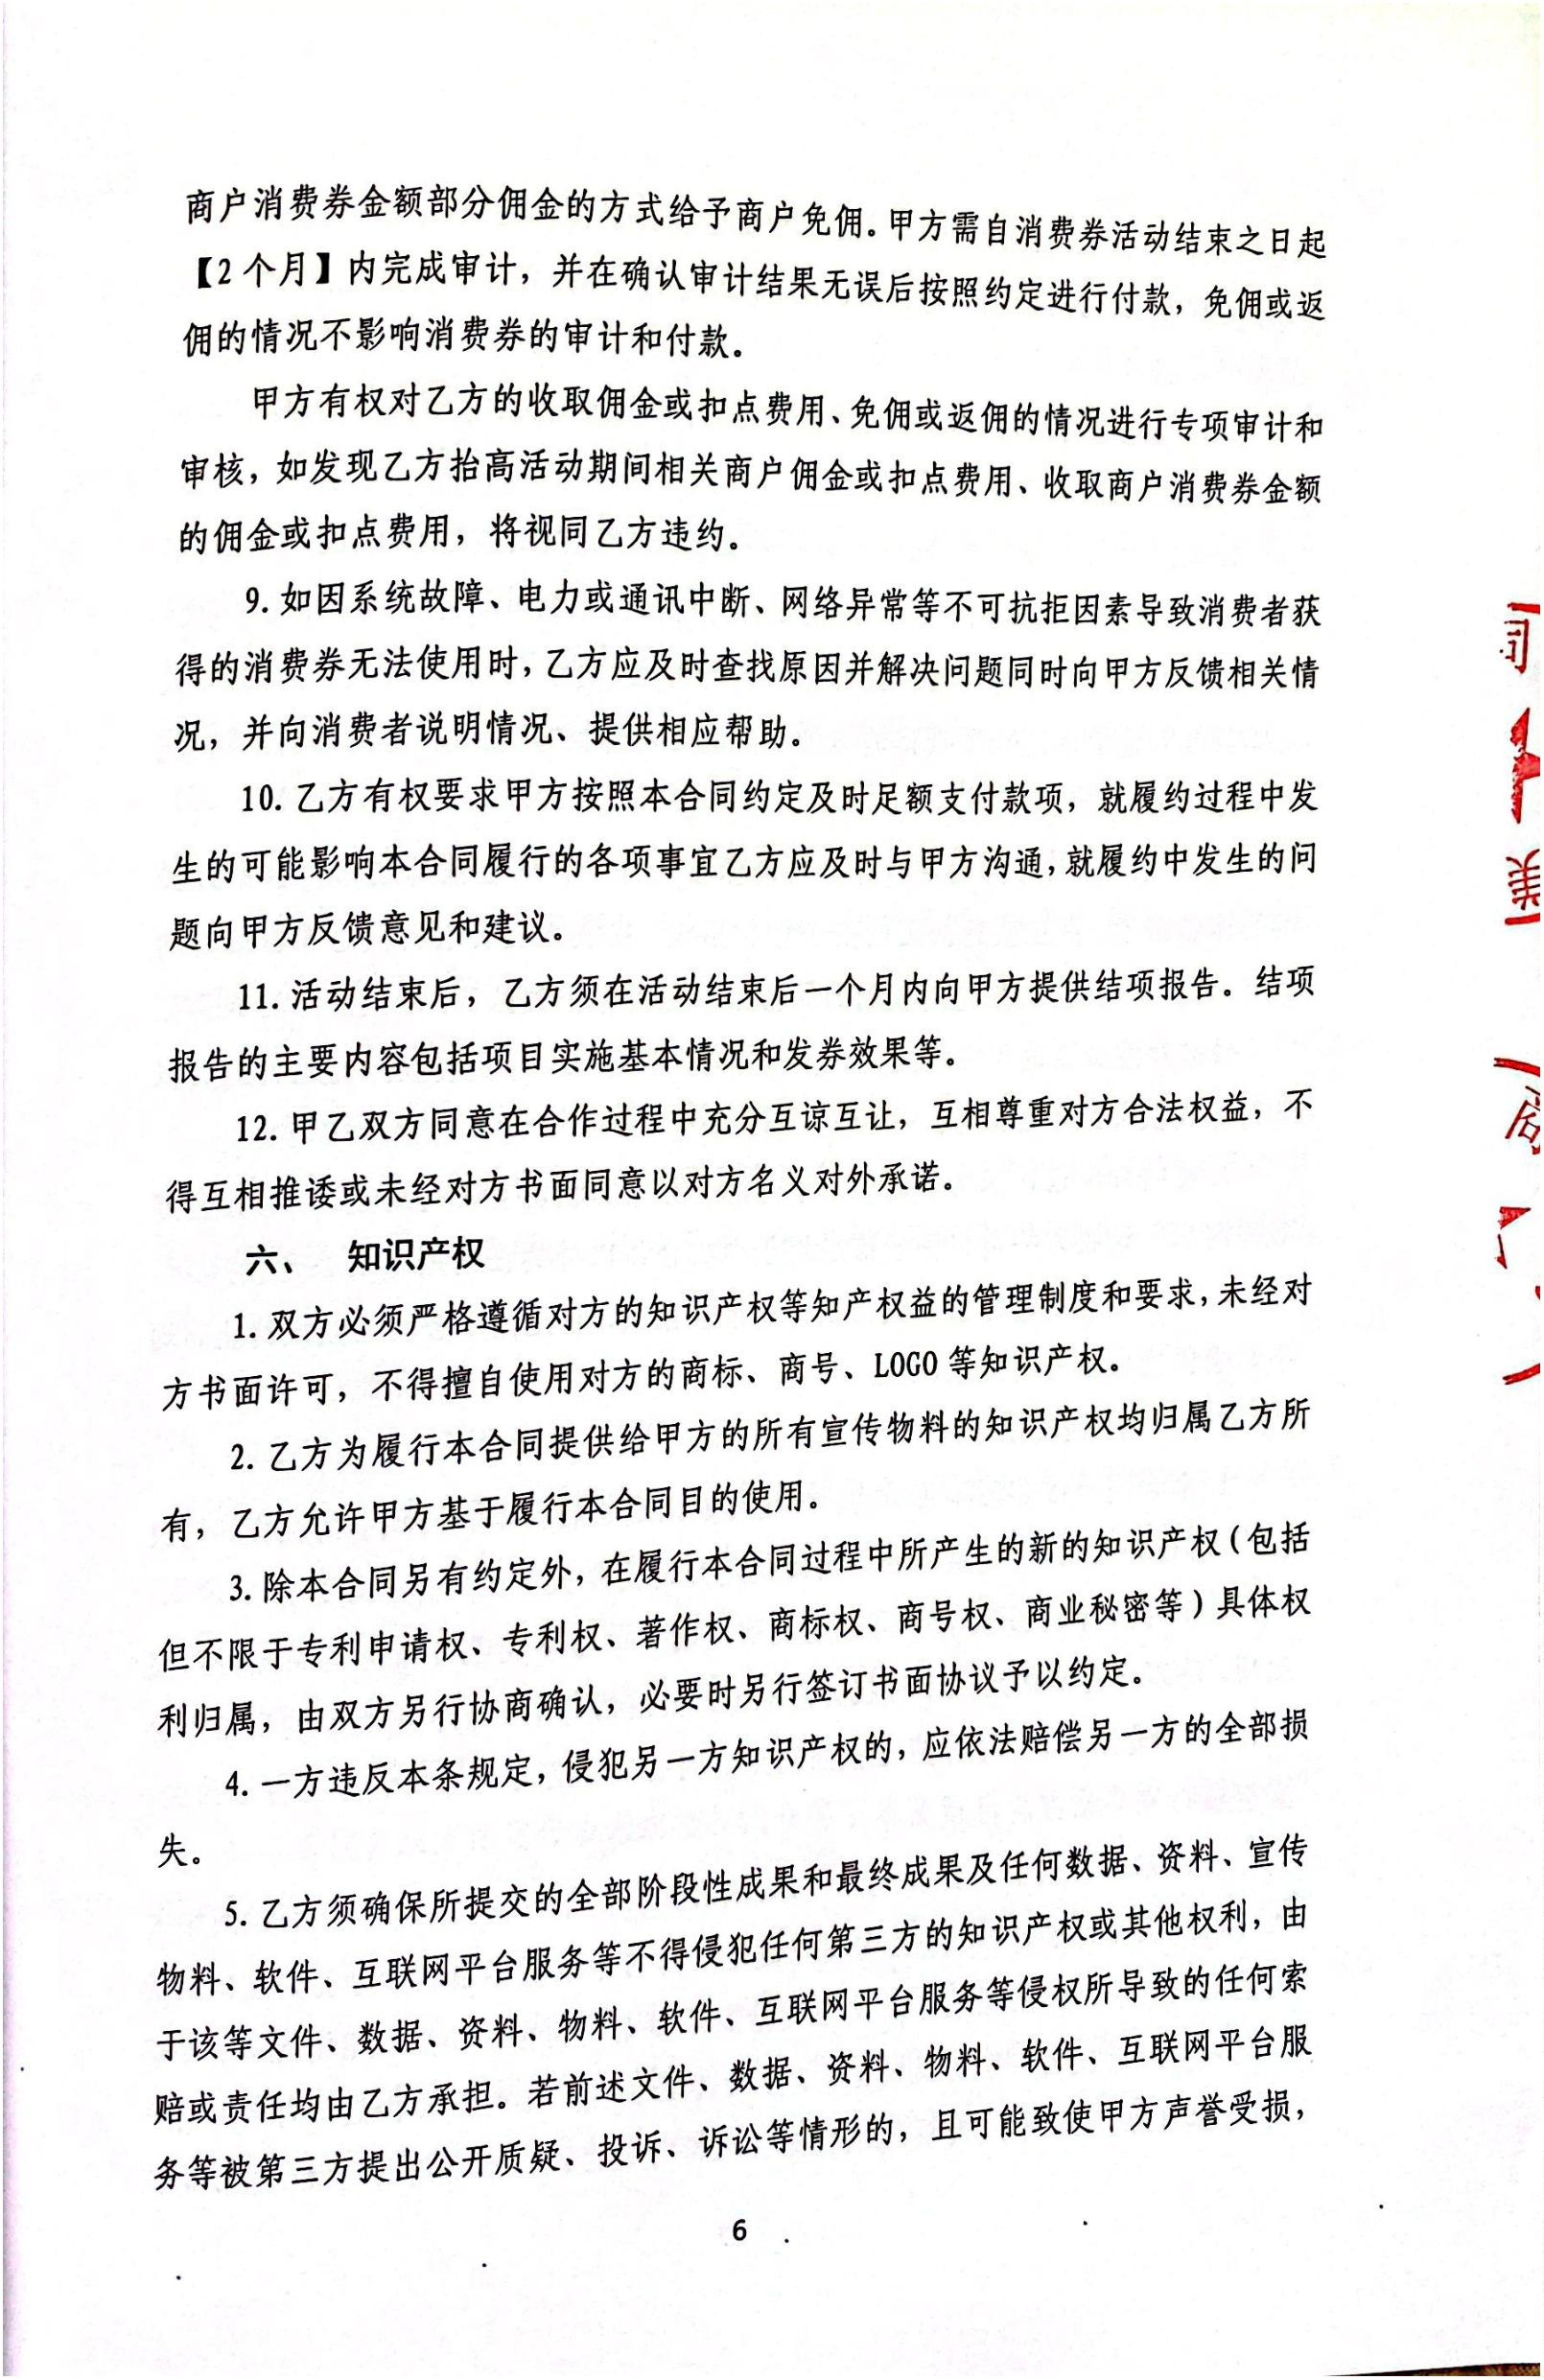 商户消费券金额部分佣金的方式给予商户免佣。甲方需自消费券活动结束之日起
【2个月】内完成审计，并在确认审计结果无误后按照约定进行付款，免佣或返
佣的情况不影响消费券的审计和付款。
甲方有权对乙方的收取佣金或扣点费用、免佣或返佣的情况进行专项审计和
审核，如发现乙方抬高活动期间相关商户佣金或扣点费用、收取商户消费券金额
的佣金或扣点费用，将视同乙方违约。
9. 如因系统故障、电力或通讯中断、网络异常等不可抗拒因素导致消费者获
得的消费券无法使用时，乙方应及时查找原因并解决问题同时向甲方反馈相关情
况，并向消费者说明情况、提供相应帮助。
10. 乙方有权要求甲方按照本合同约定及时足额支付款项，就履约过程中发
生的可能影响本合同履行的各项事宜乙方应及时与甲方沟通，就履约中发生的问
题向甲方反馈意见和建议。
11. 活动结束后，乙方须在活动结束后一个月内向甲方提供结项报告。结项
报告的主要内容包括项目实施基本情况和发券效果等。
12. 甲乙双方同意在合作过程中充分互谅互让，互相尊重对方合法权益，不
得互相推诿或未经对方书面同意以对方名义对外承诺。
六、 知识产权
1. 双方必须严格遵循对方的知识产权等知产权益的管理制度和要求，未经对
方书面许可，不得擅自使用对方的商标、商号、LOGO 等知识产权。
2. 乙方为履行本合同提供给甲方的所有宣传物料的知识产权均归属乙方所
有，乙方允许甲方基于履行本合同目的使用。
3. 除本合同另有约定外，在履行本合同过程中所产生的新的知识产权（包括
但不限于专利申请权、专利权、著作权、商标权、商号权、商业秘密等）具体权
利归属，由双方另行协商确认，必要时另行签订书面协议予以约定。
4. 一方违反本条规定，侵犯另一方知识产权的，应依法赔偿另一方的全部损
失。
5. 乙方须确保所提交的全部阶段性成果和最终成果及任何数据、资料、宣传
物料、软件、互联网平台服务等不得侵犯任何第三方的知识产权或其他权利，由
于该等文件、数据、资料、物料、软件、互联网平台服务等侵权所导致的任何索
赔或责任均由乙方承担。若前述文件、数据、资料、物料、软件、互联网平台服
务等被第三方提出公开质疑、投诉、诉讼等情形的，且可能致使甲方声誉受损，
6